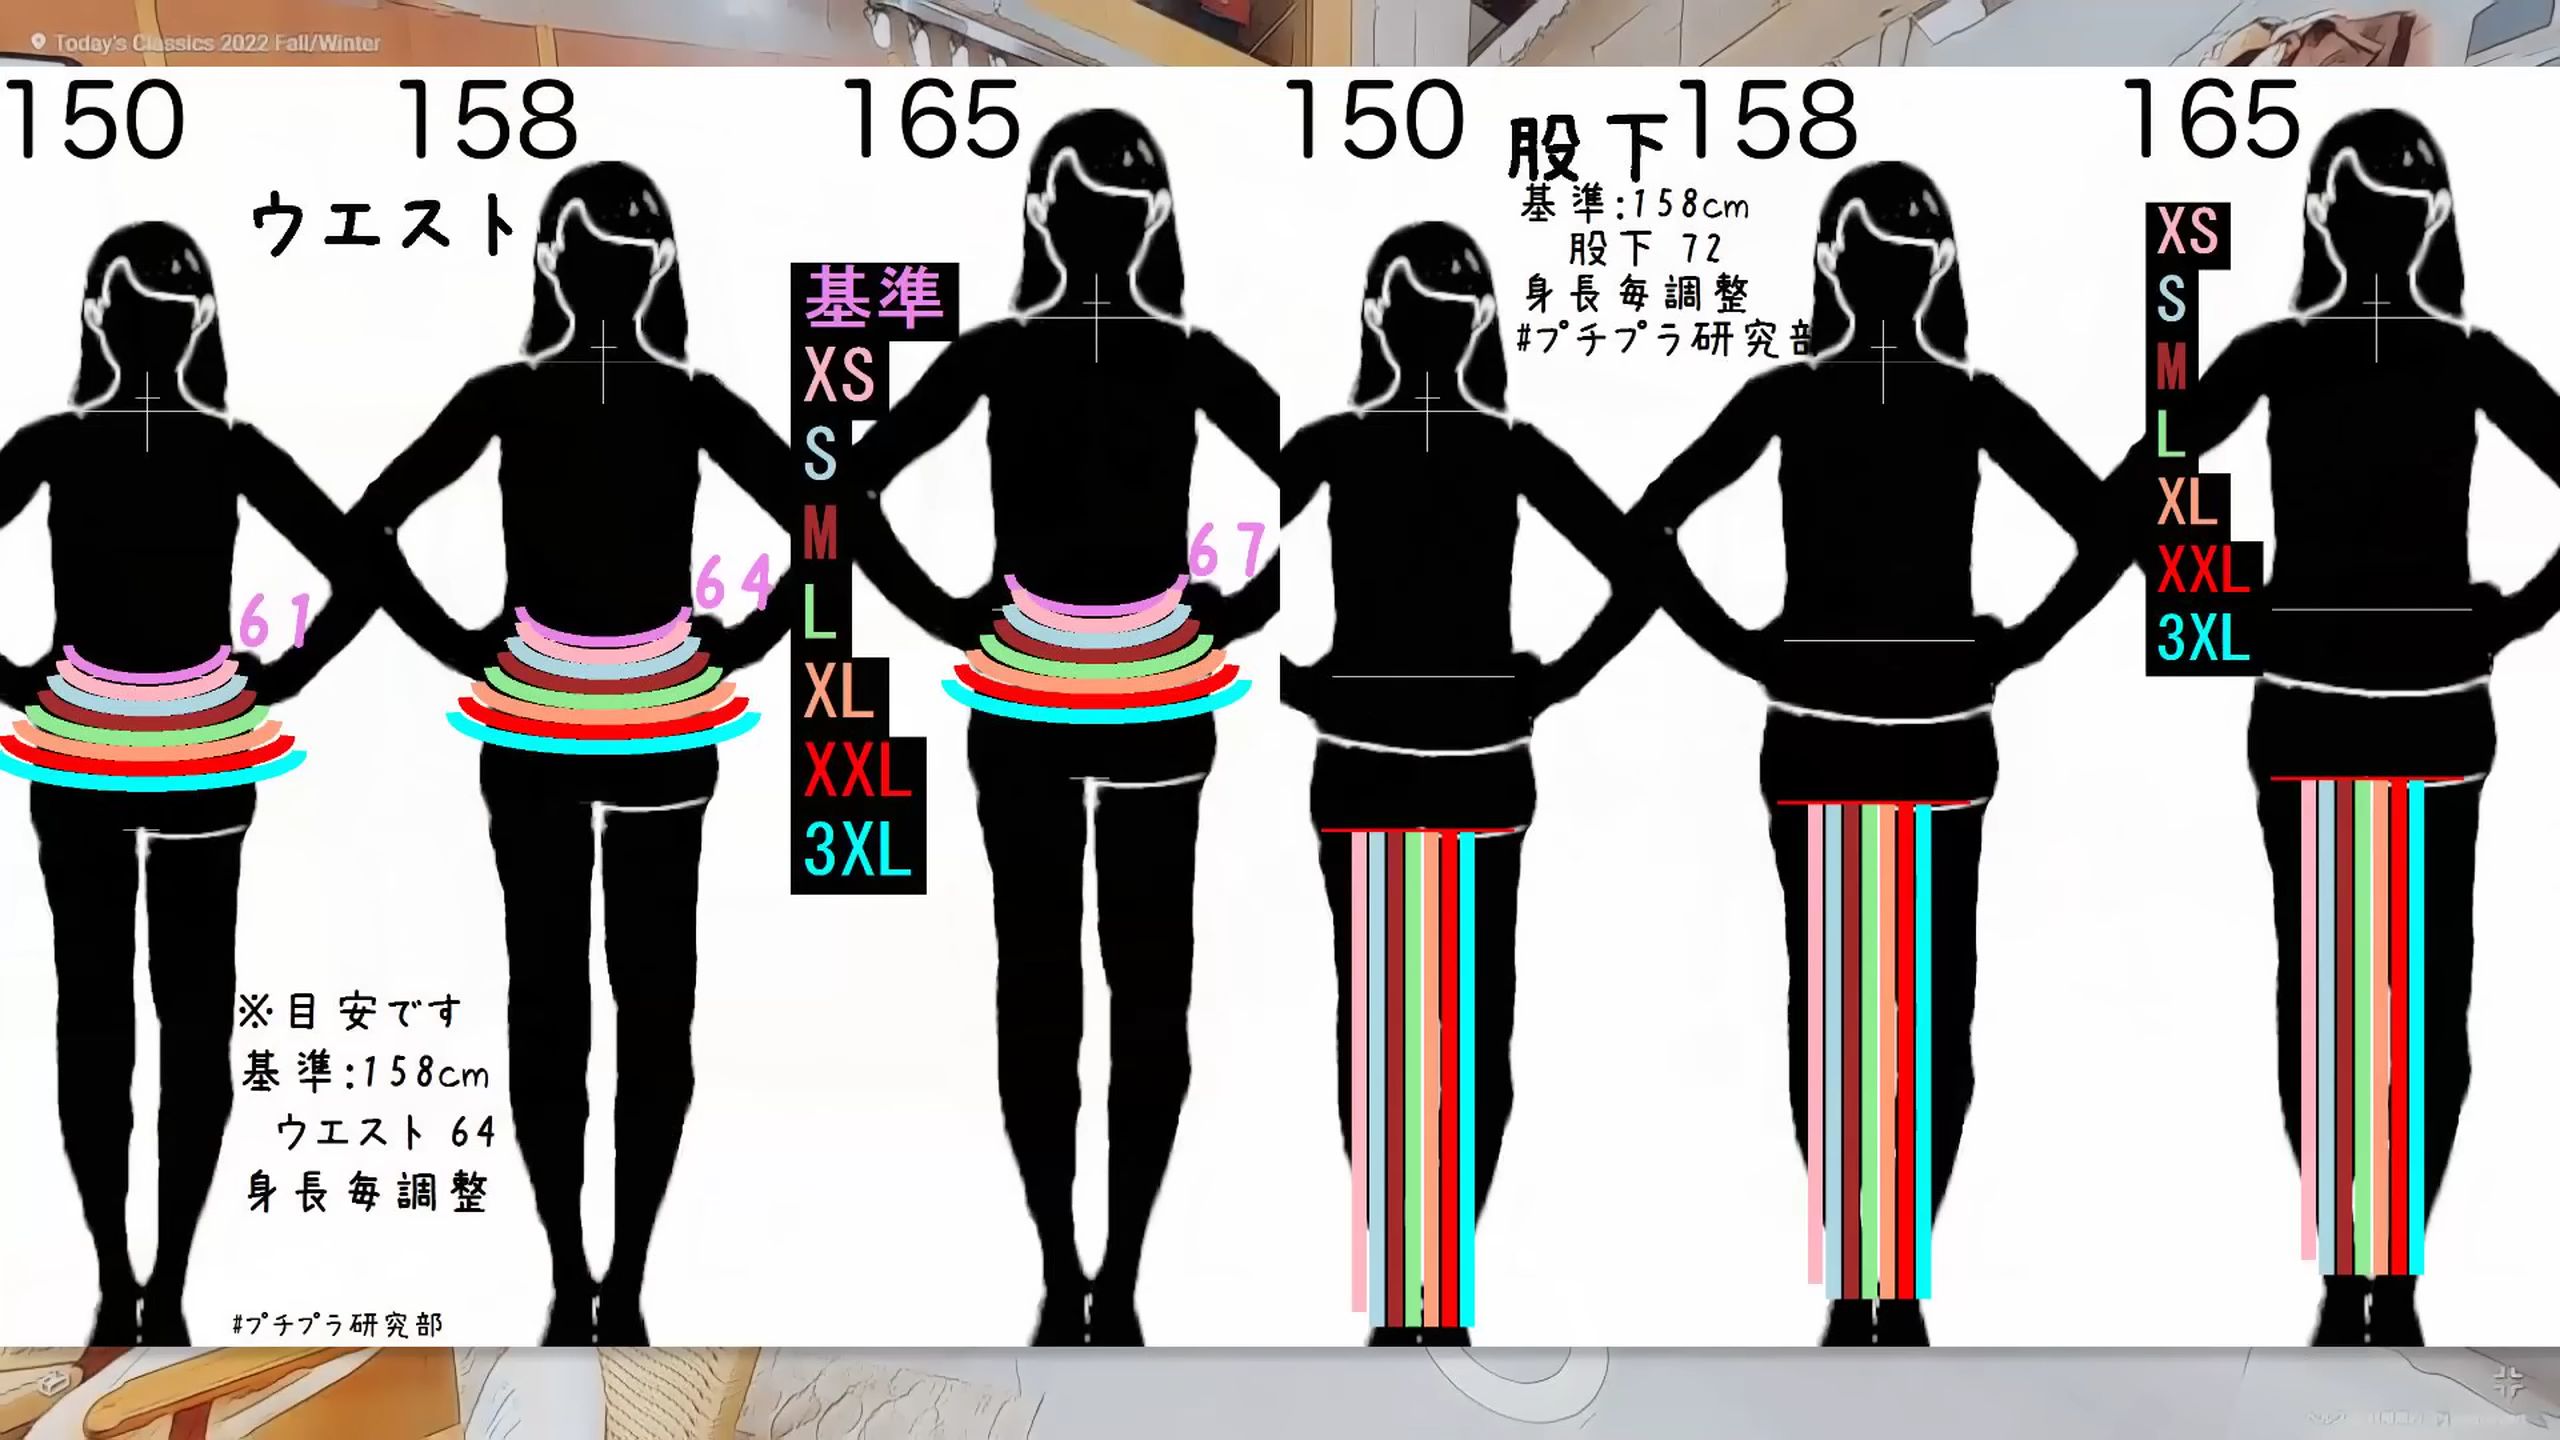 Today's Classics 2022 Fall/Winter
150
158
165
ウエスト
61
64
67
基準
XS
S
M
L
XL
XXL
3XL
※目安です
基準:158cm
ウエスト 64
身長毎調整
#プチプラ研究部
150
158
165
股下
基準:158cm
股下 72
身長毎調整
#プチプラ研究部
XS
S
M
L
XL
XXL
3XL